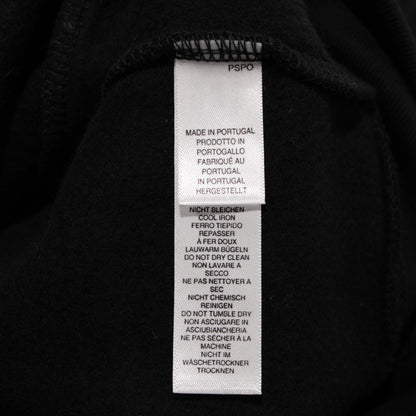 PSPO
MADE IN PORTUGAL
PRODOTTO IN
PORTOGALLO
FABRIQUÉ AU
PORTUGAL
IN PORTUGAL
HERGESTELLT
NICHT BLEICHEN
COOL IRON
FERRO TIEPIDO
REPASSER
À FER DOUX
LAUWARM BÜGELN
DO NOT DRY CLEAN
NON LAVARE A
SECCO
NE PAS NETTOYER A
SEC
NICHT CHEMISCH
REINIGEN
DO NOT TUMBLE DRY
NON ASCIUGARE IN
ASCIUBIANCHERIA
NE PAS SÉCHER À LA
MACHINE
NICHT IM
WÄSCHETROCKNER
TROCKNEN